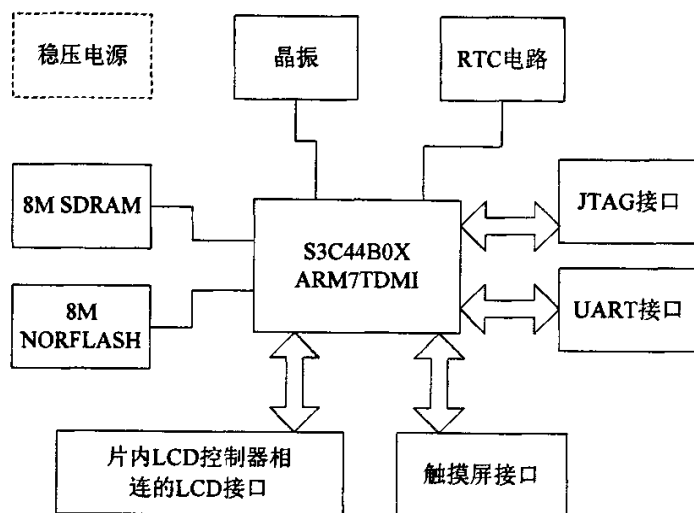 稳压电源
晶振
RTC电路
8M SDRAM
S3C44B0X
ARM7TDMI
JTAG接口
8M
NORFLASH
UART接口
片内LCD控制器相
连的LCD接口
触摸屏接口